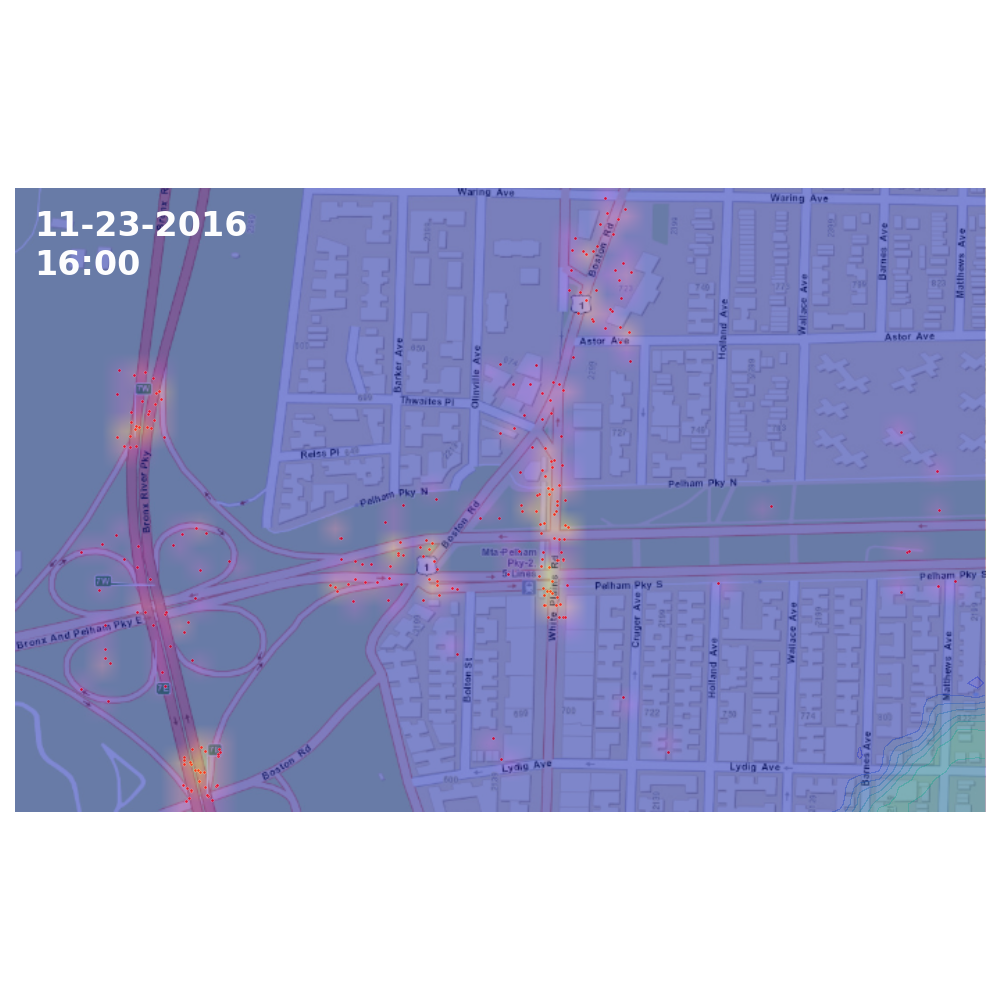 Waring Ave
Waring Ave
11-23-2016
16:00
Boston Rd
Barnes Ave
Matthews Ave
Wallace Ave
Holland Ave
1
Astor Ave
Astor Ave
Barker Ave
Olinville Ave
7W
Thwaites Pl
Reiss Pl
Bronx River Pky
Pelham Pky N
Pelham Pky N
Boston Rd
Mta-Pelham
Pky-2
5-Lines
1
7W
Pelham Pky S
Pelham Pky S
White Plains Rd
Cruger Ave
Bronx And Pelham Pky E
Bolton St
Holland Ave
Wallace Ave
Matthews Ave
Barnes Ave
Boston Rd
Lydig Ave
Lydig Ave